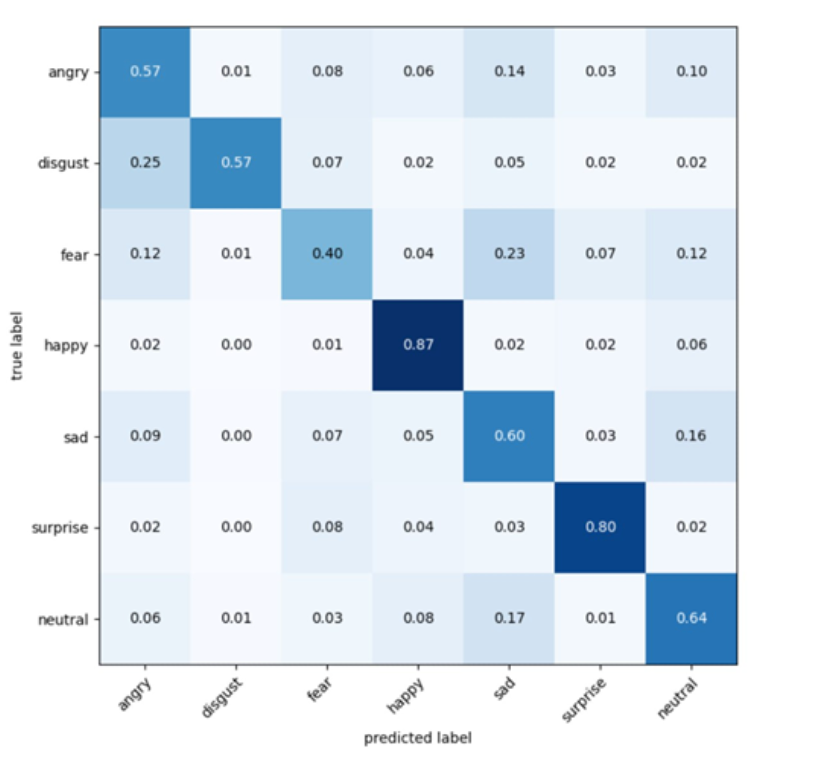 true label
angry 0.57 0.01 0.08 0.06 0.14 0.03 0.10
disgust 0.25 0.57 0.07 0.02 0.05 0.02 0.02
fear 0.12 0.01 0.40 0.04 0.23 0.07 0.12
happy 0.02 0.00 0.01 0.87 0.02 0.02 0.06
sad 0.09 0.00 0.07 0.05 0.60 0.03 0.16
surprise 0.02 0.00 0.08 0.04 0.03 0.80 0.02
neutral 0.06 0.01 0.03 0.08 0.17 0.01 0.64
angry disgust fear happy sad surprise neutral
predicted label